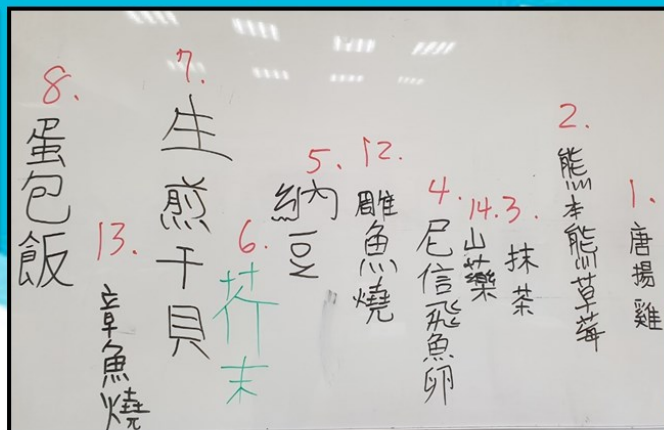 1. 唐揚雞
2. 熊本熊草莓
3. 抹茶
14. 山藥
4. 尼信飛魚卵
12. 雕魚燒
5. 納豆
6. 芥末
7. 生煎干貝
13. 章魚燒
8. 蛋包飯